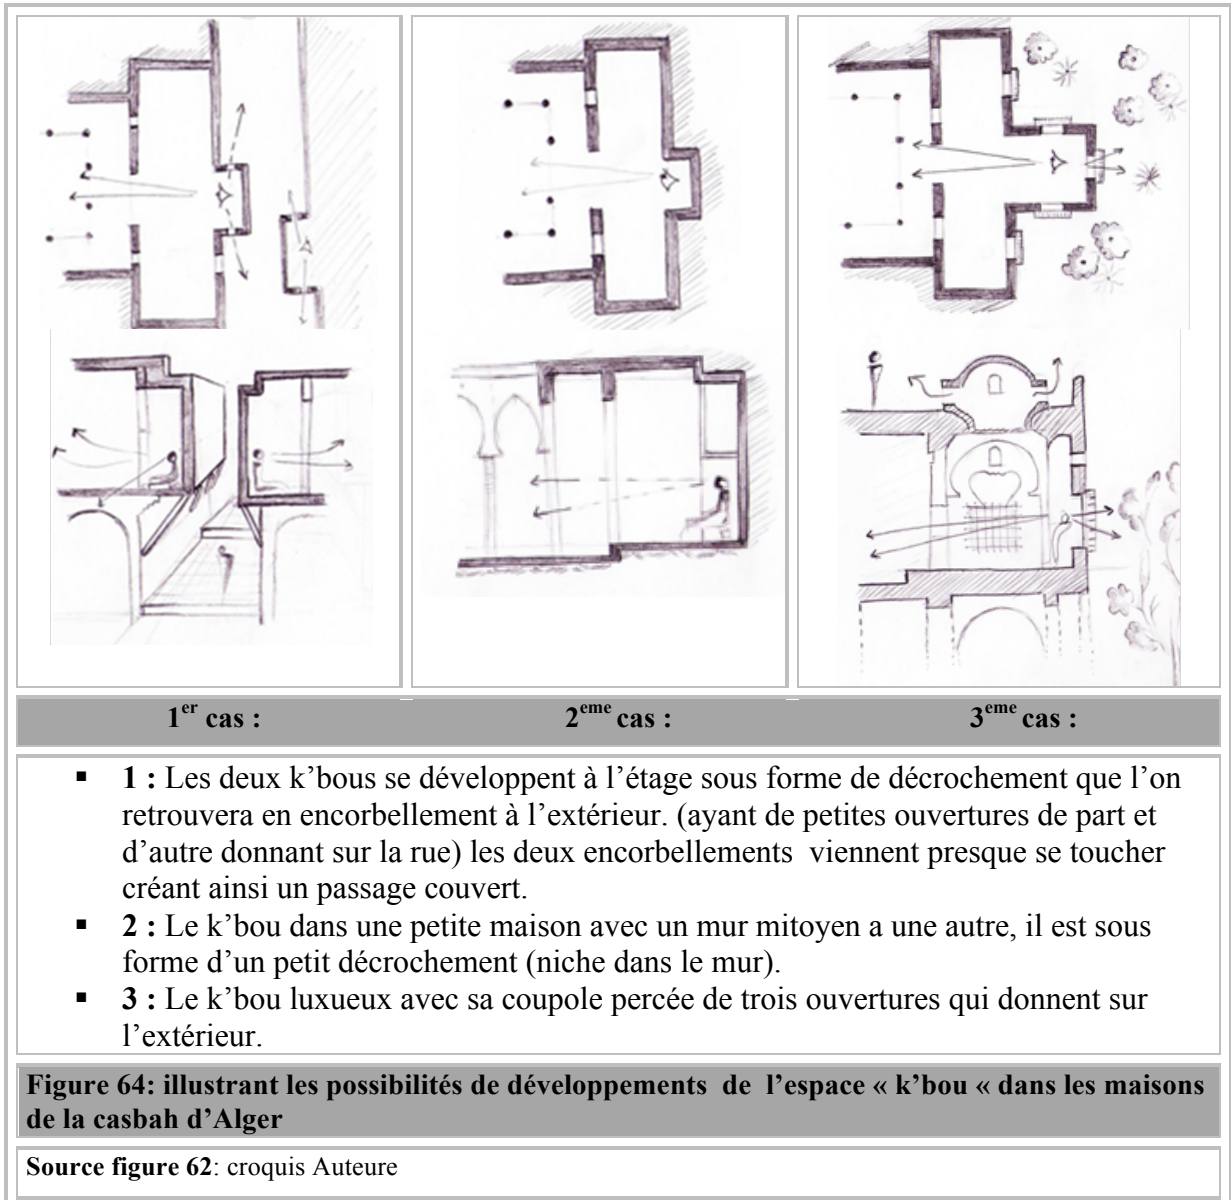 1er cas :
2eme cas :
3eme cas :
▪ 1 : Les deux k’bous se développent à l’étage sous forme de décrochement que l’on
retrouvera en encorbellement à l’extérieur. (ayant de petites ouvertures de part et
d’autre donnant sur la rue) les deux encorbellements  viennent presque se toucher
créant ainsi un passage couvert.
▪ 2 : Le k’bou dans une petite maison avec un mur mitoyen a une autre, il est sous
forme d’un petit décrochement (niche dans le mur).
▪ 3 : Le k’bou luxueux avec sa coupole percée de trois ouvertures qui donnent sur
l’extérieur.
Figure 64: illustrant les possibilités de développements  de  l’espace « k’bou « dans les maisons
de la casbah d’Alger
Source figure 62: croquis Auteure